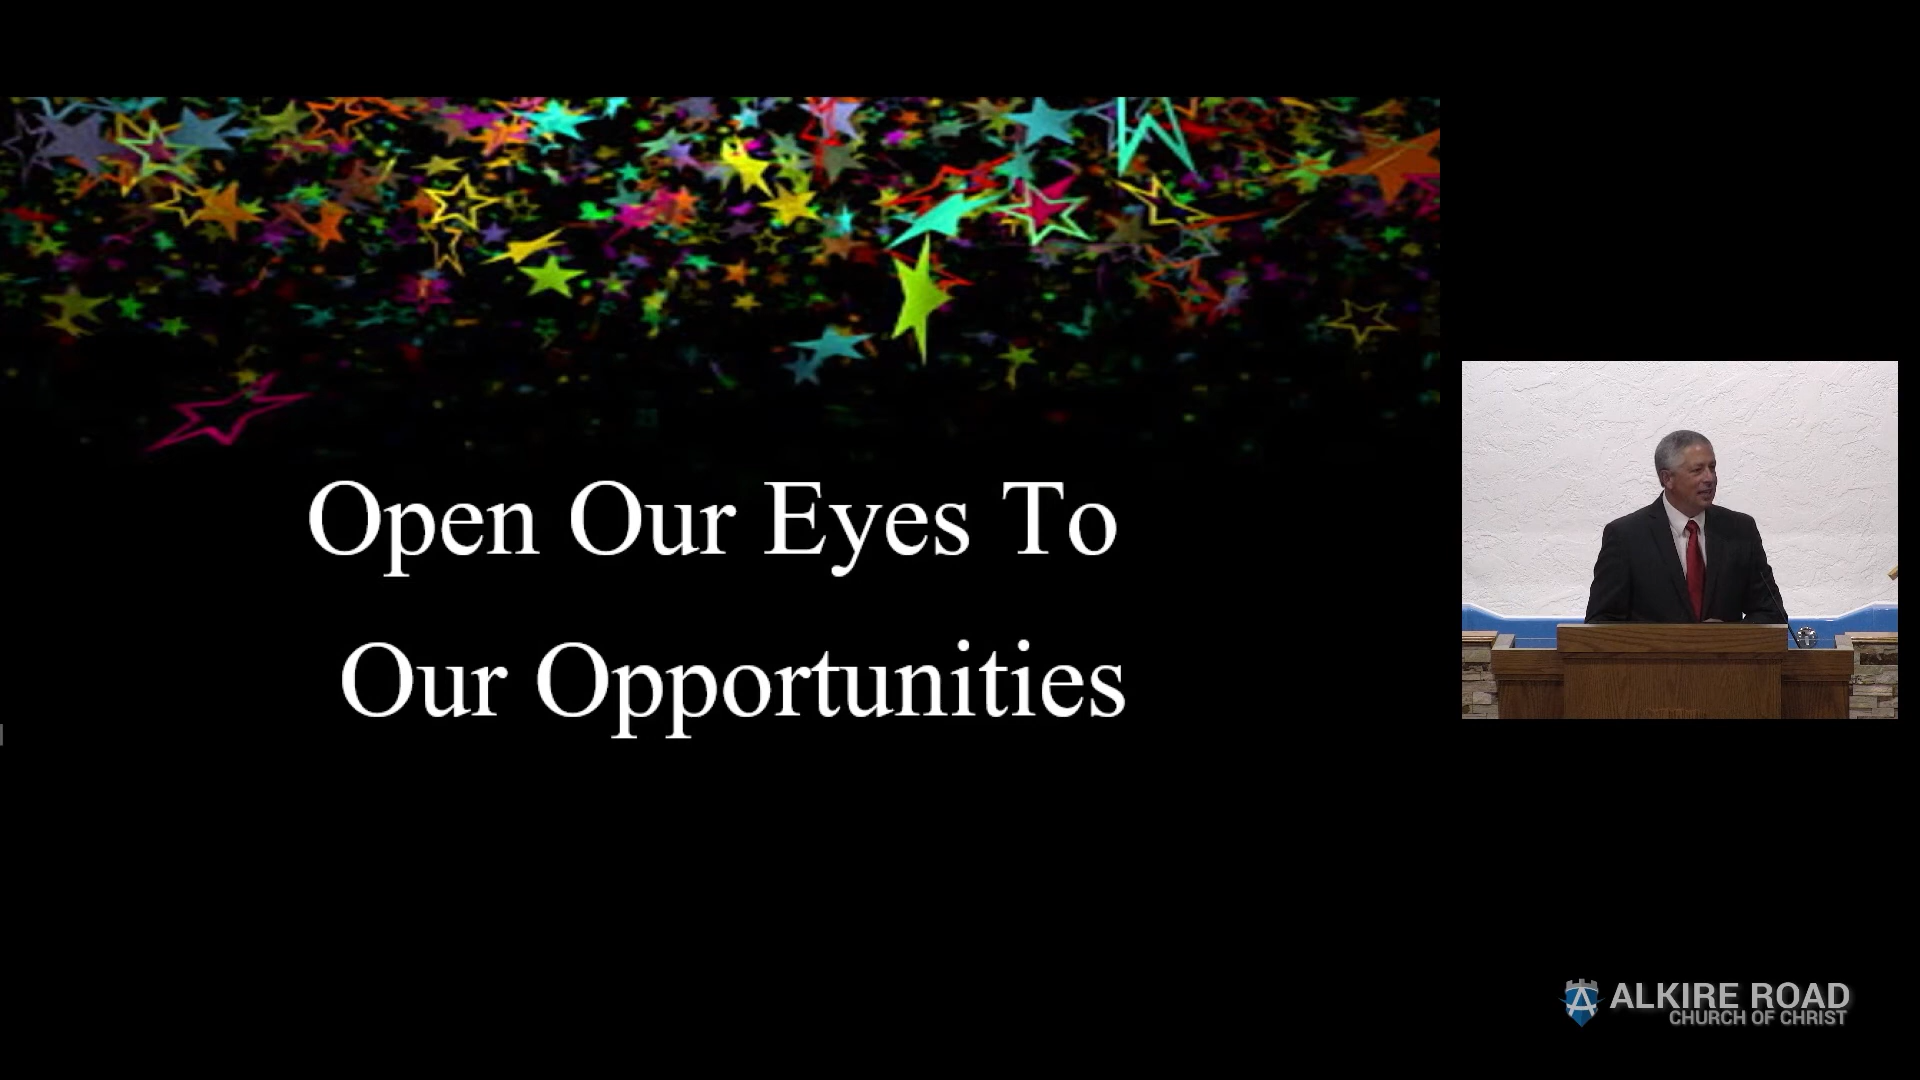 Open Our Eyes To
Our Opportunities
ALKIRE ROAD
CHURCH OF CHRIST